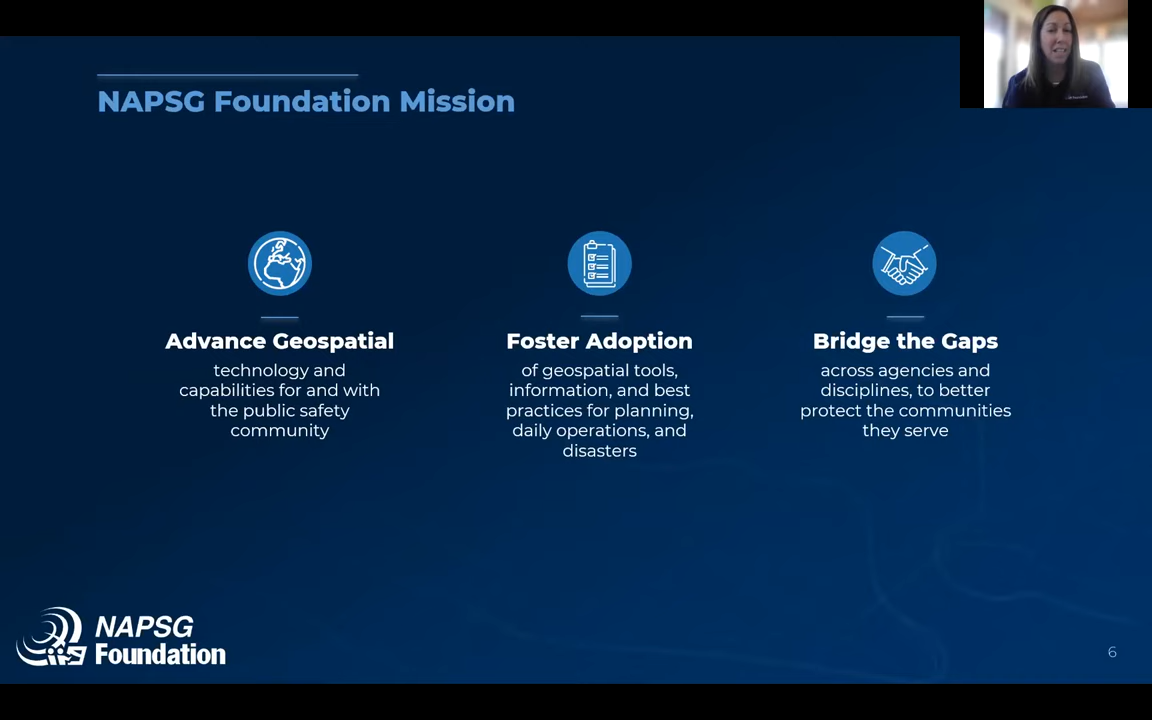 NAPSG Foundation Mission
Advance Geospatial
technology and
capabilities for and with
the public safety
community
Foster Adoption
of geospatial tools,
information, and best
practices for planning,
daily operations, and
disasters
Bridge the Gaps
across agencies and
disciplines, to better
protect the communities
they serve
NAPSG
Foundation
6